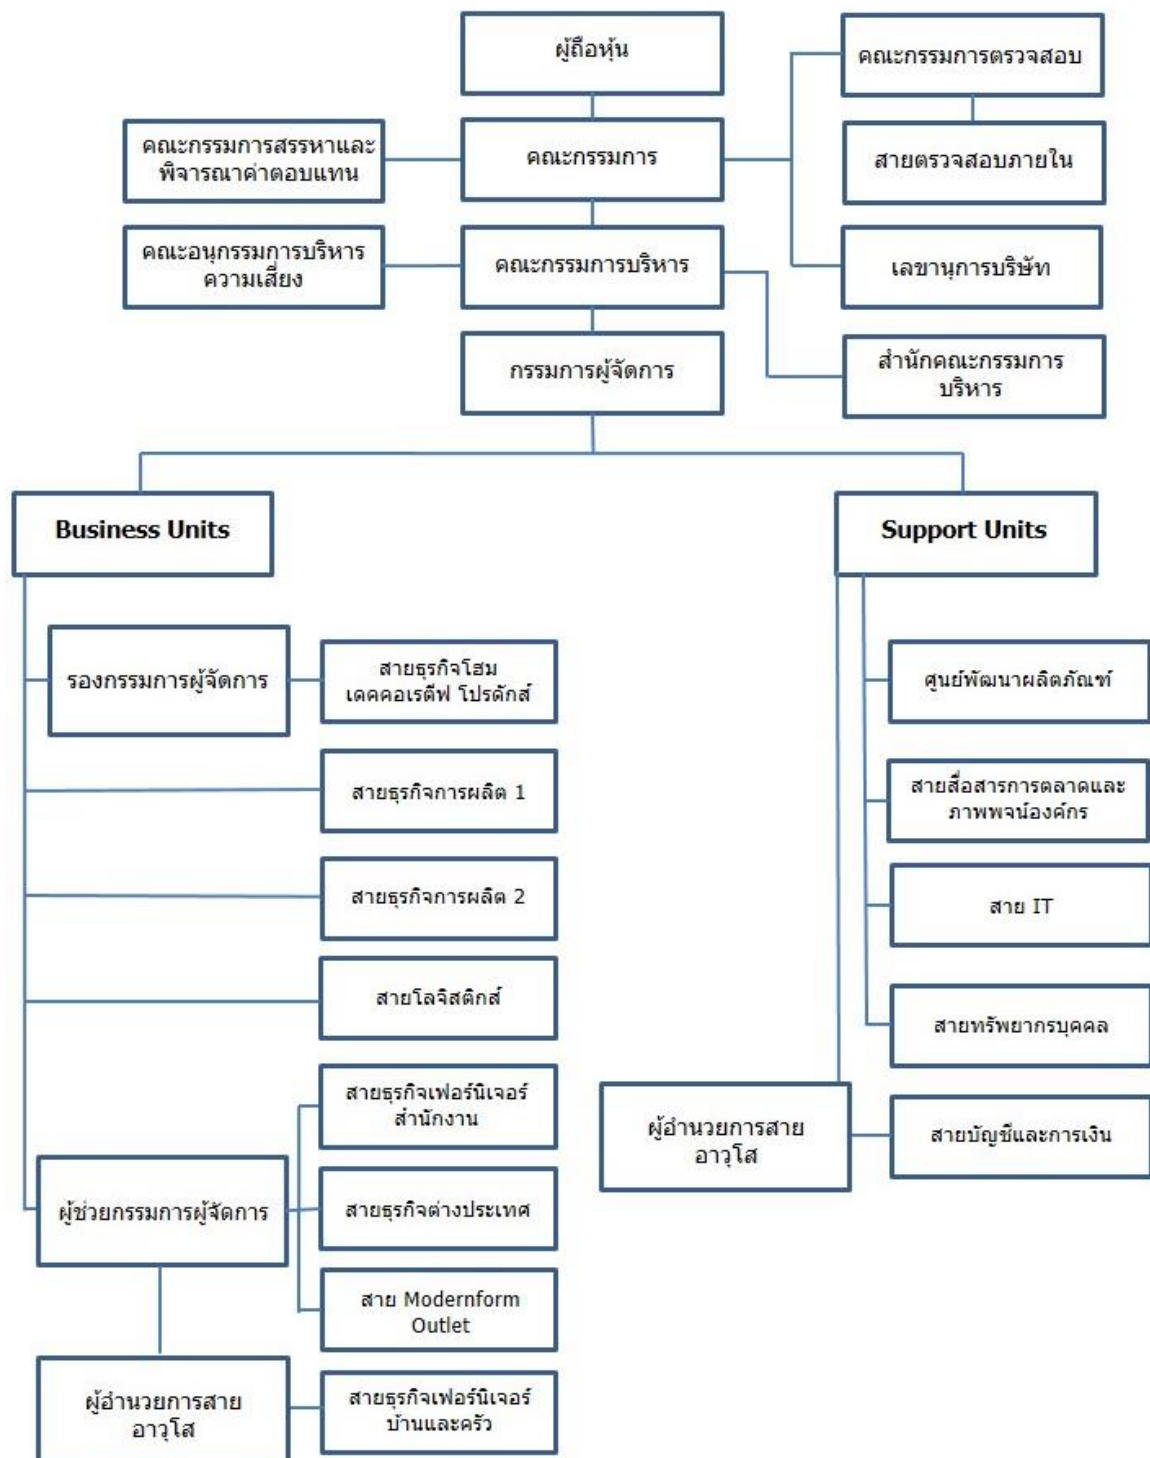 ผู้ถือหุ้น
คณะกรรมการตรวจสอบ
คณะกรรมการสรรหาและ
พิจารณาค่าตอบแทน
คณะกรรมการ
สายตรวจสอบภายใน
คณะอนุกรรมการบริหาร
ความเสี่ยง
คณะกรรมการบริหาร
เลขานุการบริษัท
กรรมการผู้จัดการ
สำนักคณะกรรมการ
บริหาร
Business Units
Support Units
รองกรรมการผู้จัดการ
สายธุรกิจโฮม
เดคคอเรตีฟ โปรดักส์
ศูนย์พัฒนาผลิตภัณฑ์
สายธุรกิจการผลิต 1
สายสื่อสารการตลาดและ
ภาพพจน์องค์กร
สายธุรกิจการผลิต 2
สาย IT
สายโลจิสติกส์
สายทรัพยากรบุคคล
สายธุรกิจเฟอร์นิเจอร์
สำนักงาน
ผู้อำนวยการสาย
อาวุโส
สายบัญชีและการเงิน
ผู้ช่วยกรรมการผู้จัดการ
สายธุรกิจต่างประเทศ
สาย Modernform
Outlet
ผู้อำนวยการสาย
อาวุโส
สายธุรกิจเฟอร์นิเจอร์
บ้านและครัว